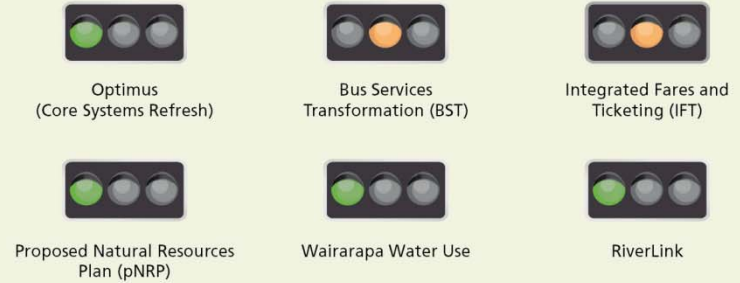 Optimus
(Core Systems Refresh)
Bus Services
Transformation (BST)
Integrated Fares and
Ticketing (IFT)
Proposed Natural Resources
Plan (pNRP)
Wairarapa Water Use
RiverLink